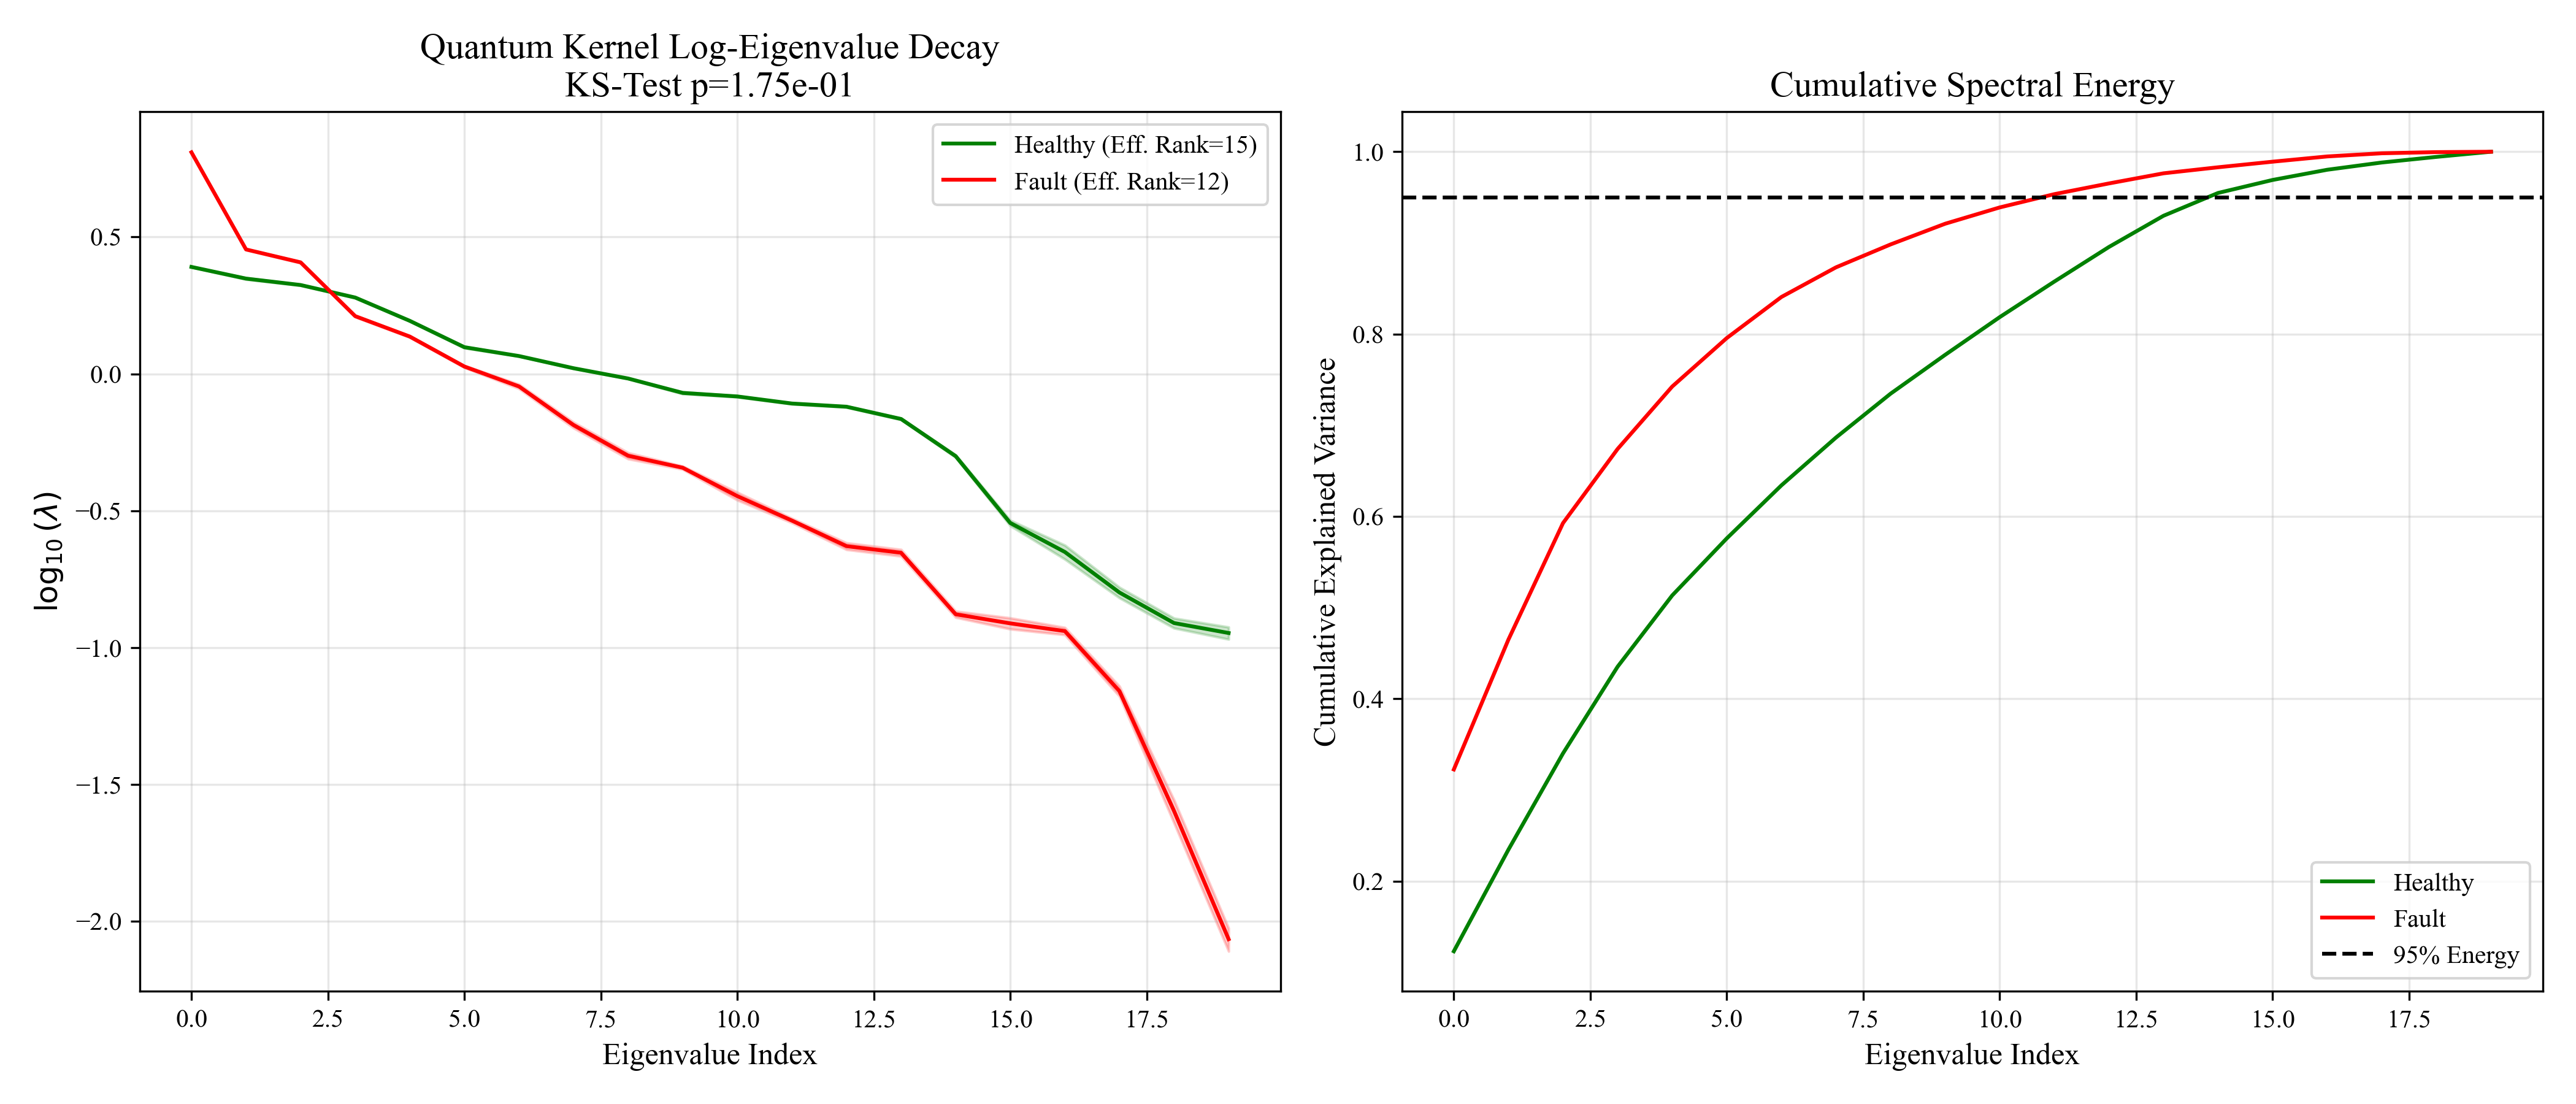 Quantum Kernel Log-Eigenvalue Decay
KS-Test p=1.75e-01
Healthy (Eff. Rank=15)
Fault (Eff. Rank=12)
log₁₀(λ)
0.5
0.0
−0.5
−1.0
−1.5
−2.0
0.0 2.5 5.0 7.5 10.0 12.5 15.0 17.5
Eigenvalue Index
Cumulative Spectral Energy
Cumulative Explained Variance
1.0
0.8
0.6
0.4
0.2
Healthy
Fault
95% Energy
0.0 2.5 5.0 7.5 10.0 12.5 15.0 17.5
Eigenvalue Index